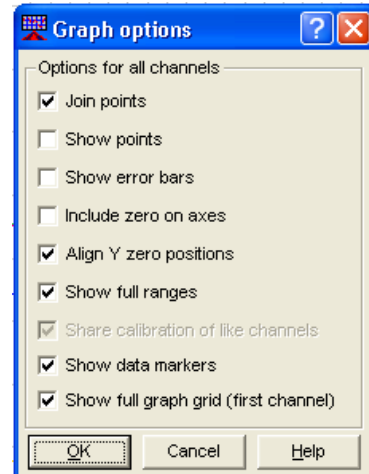 Graph options
Options for all channels
Join points
Show points
Show error bars
Include zero on axes
Align Y zero positions
Show full ranges
Share calibration of like channels
Show data markers
Show full graph grid (first channel)
OK Cancel Help